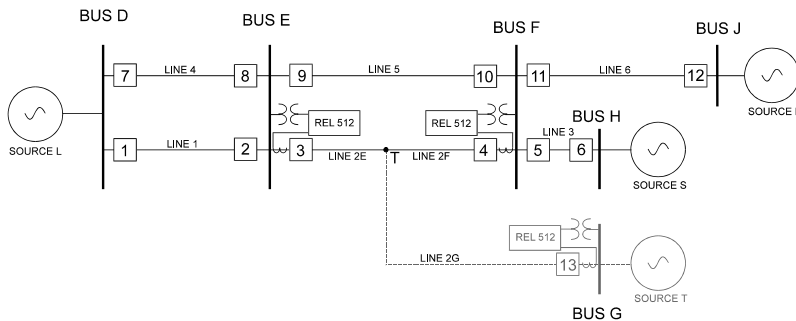 BUS D
BUS E
BUS F
BUS J
7
LINE 4
8
9
LINE 5
10
11
LINE 6
12
SOURCE
REL 512
REL 512
BUS H
LINE 3
SOURCE L
1
LINE 1
2
3
LINE 2E
T
LINE 2F
4
5
6
SOURCE S
REL 512
LINE 2G
13
SOURCE T
BUS G